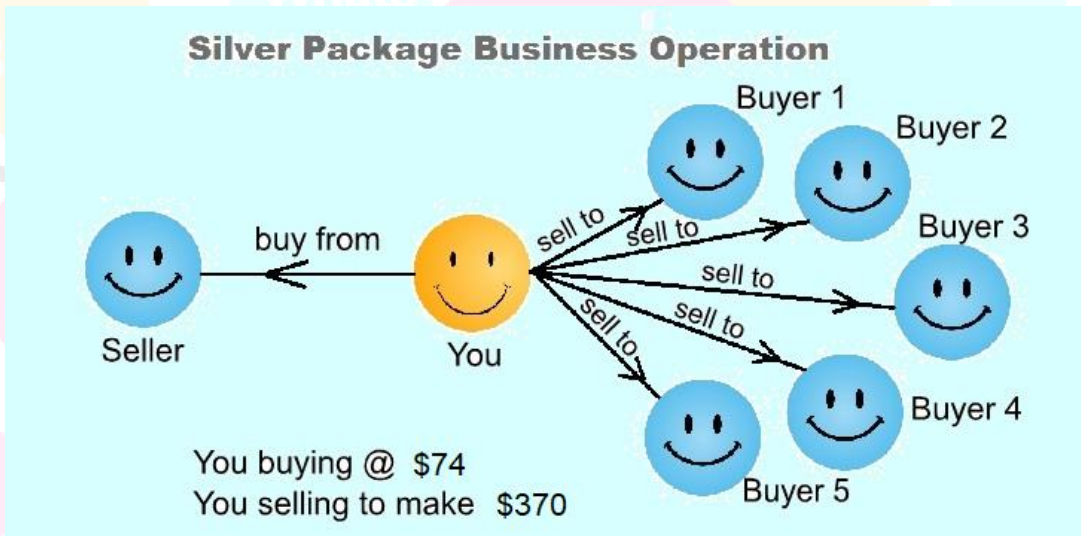 Silver Package Business Operation
Buyer 1
Buyer 2
Buyer 3
sell to
sell to
sell to
sell to
sell to
buy from
Seller
You
Buyer 4
Buyer 5
You buying @ $74
You selling to make $370